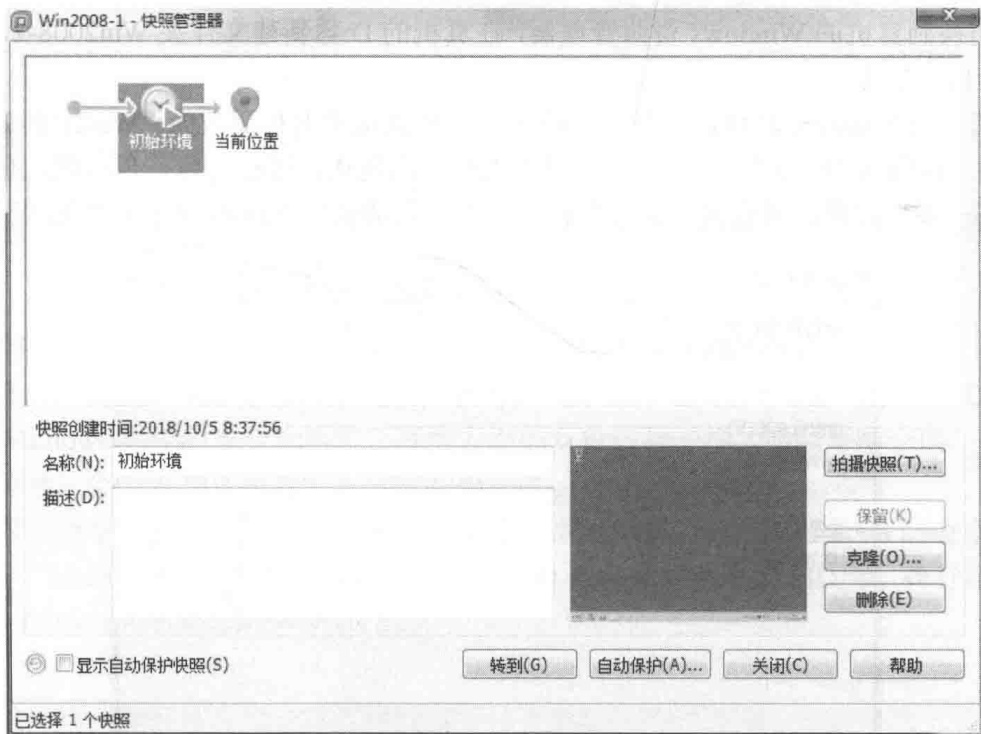 Win2008-1 - 快照管理器
初始环境
当前位置
快照创建时间:2018/10/5 8:37:56
名称(N): 初始环境
描述(D):
拍摄快照(T)...
保留(K)
克隆(O)...
删除(E)
显示自动保护快照(S)
转到(G)
自动保护(A)...
关闭(C)
帮助
已选择 1 个快照